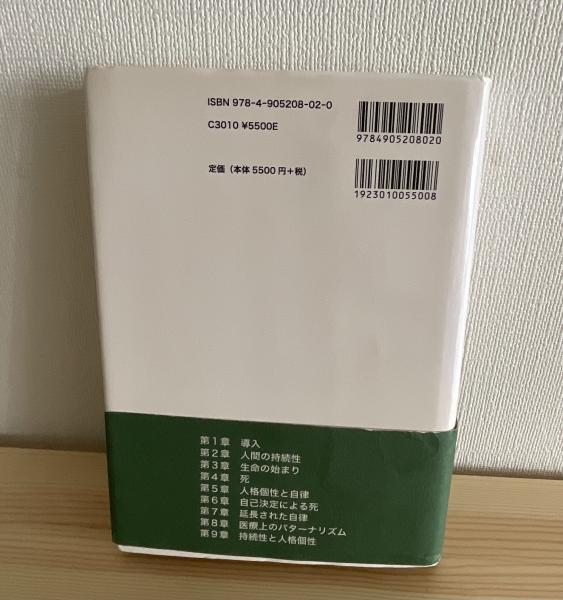 ISBN 978-4-905208-02-0
C3010 ¥5500E
9784905208020
定価（本体 5500 円＋税）
1923010055008
第1章　導入
第2章　人間の持続性
第3章　生命の始まり
第4章　死
第5章　人格個性と自律
第6章　自己決定による死
第7章　延長された自律
第8章　医療上のパターナリズム
第9章　持続性と人格個性